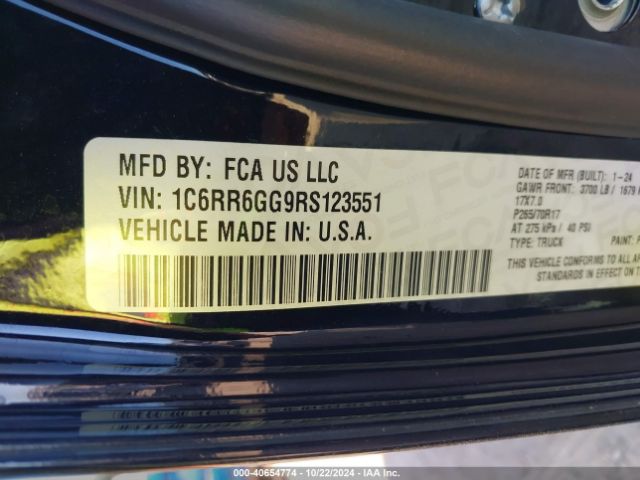 MFD BY: FCA US LLC
VIN: 1C6RR6GG9RS123551
VEHICLE MADE IN: U.S.A.
DATE OF MFR (BUILT): 1-24
GAWR FRONT: 3700 LB / 1679
17X7.0
P265/70R17
AT 275 kPa / 40 PSI
TYPE: TRUCK PAINT:
THIS VEHICLE CONFORMS TO ALL
STANDARDS IN EFFECT ON
000-40654774 | 10/22/2024 - IAA Inc.